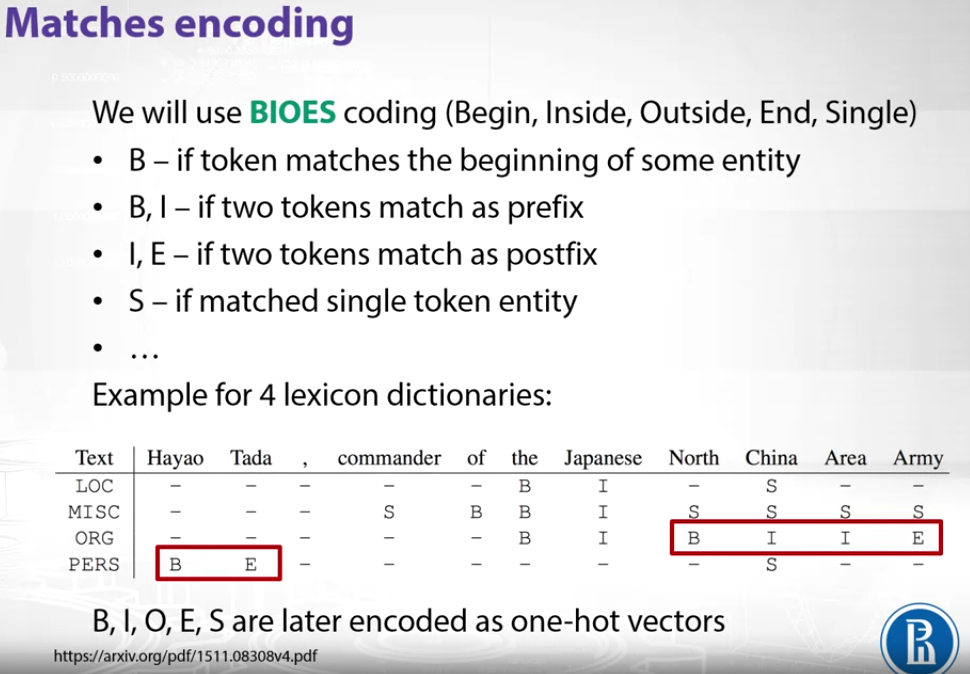 Matches encoding
We will use BIOES coding (Begin, Inside, Outside, End, Single)
• B – if token matches the beginning of some entity
• B, I – if two tokens match as prefix
• I, E – if two tokens match as postfix
• S – if matched single token entity
• …
Example for 4 lexicon dictionaries:
Text Hayao Tada , commander of the Japanese North China Area Army
LOC – – – – – B I – S – –
MISC – – – S B B I S S S S
ORG – – – – – B I B I I E
PERS B E – – – – – – S – –
B, I, O, E, S are later encoded as one-hot vectors
https://arxiv.org/pdf/1511.08308v4.pdf